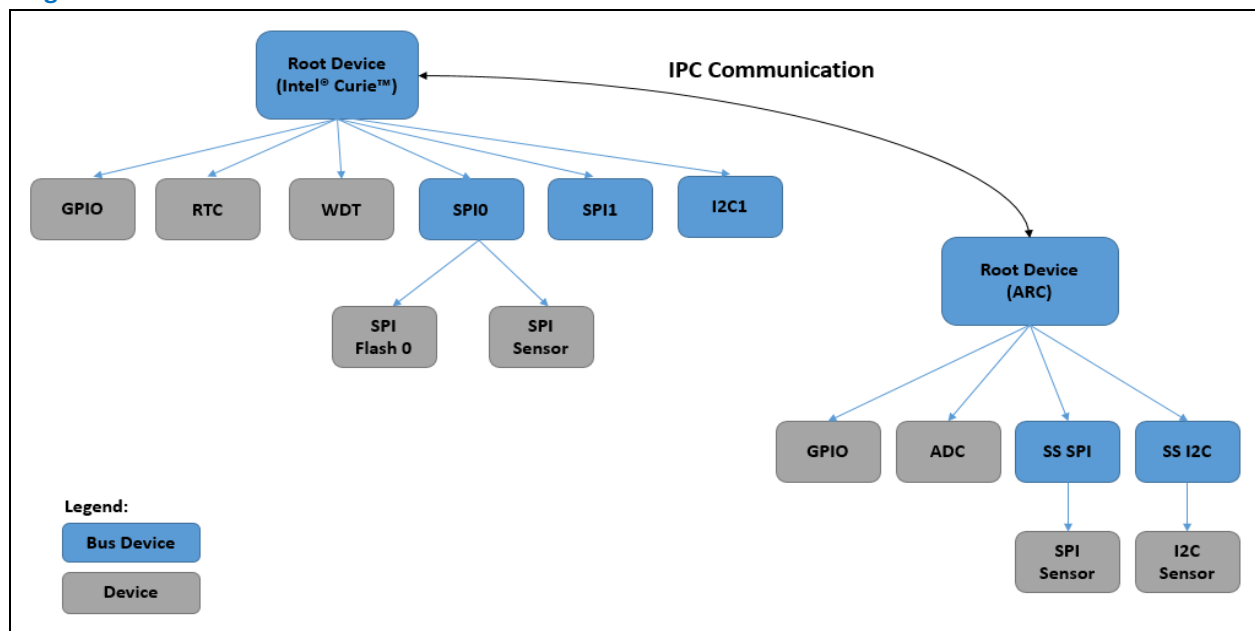 Root Device
(Intel® Curie™)
IPC Communication
GPIO
RTC
WDT
SPI0
SPI1
I2C1
Root Device
(ARC)
SPI
Flash 0
SPI
Sensor
GPIO
ADC
SS SPI
SS I2C
Legend:
Bus Device
Device
SPI
Sensor
I2C
Sensor